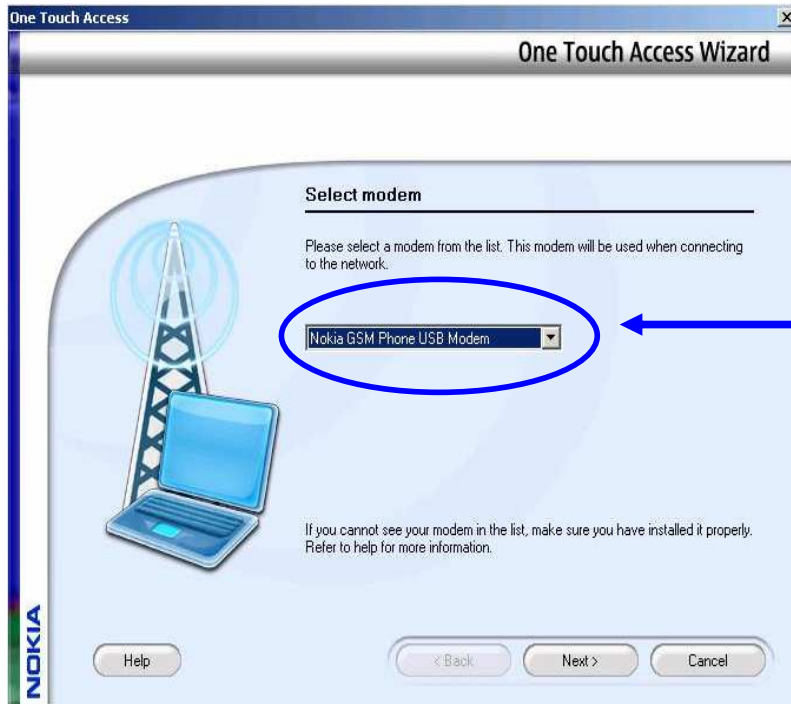 One Touch Access
One Touch Access Wizard
Select modem
Please select a modem from the list. This modem will be used when connecting
to the network.
Nokia GSM Phone USB Modem
If you cannot see your modem in the list, make sure you have installed it properly.
Refer to help for more information.
NOKIA
Help
< Back
Next >
Cancel